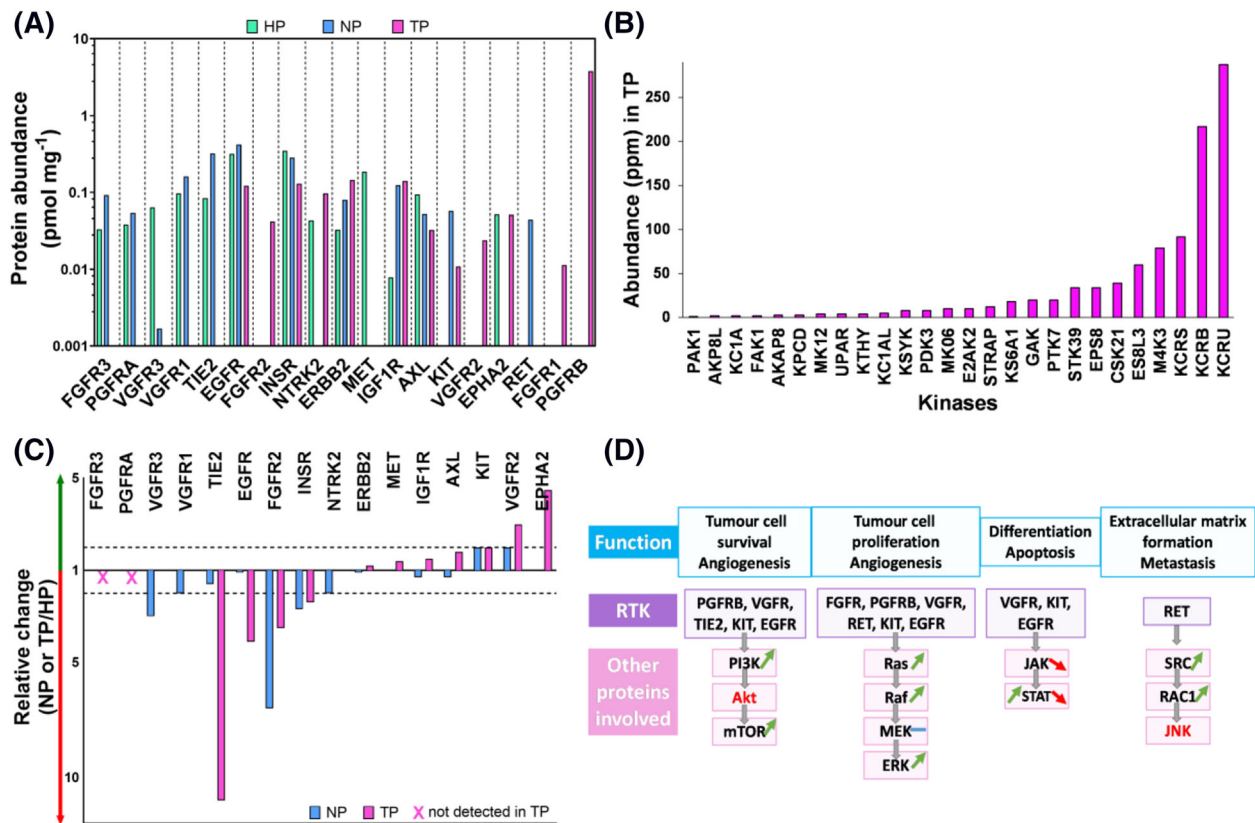 (A)
HP NP TP
Protein abundance
(pmol mg⁻¹)
10
1
0.1
0.01
0.001
FGFR3
PGFRA
VGFR3
VGFR1
TIE2
EGFR
FGFR2
INSR
NTRK2
ERBB2
MET
IGF1R
AXL
KIT
VGFR2
EPHA2
RET
FGFR1
PGFRB
(B)
Abundance (ppm) in TP
250
200
150
100
50
0
PAK1
AKP8L
KC1A
FAK1
AKAP8
KPCD
MK12
UPAR
KTHY
KC1AL
KSYK
PDK3
MK06
E2AK2
STRAP
KS6A1
GAK
PTK7
STK39
EPS8
CSK21
ES8L3
M4K3
KCRS
KCRB
KCRU
Kinases
(C)
Relative change
(NP or TP/HP)
5
1
5
10
FGFR3
PGFRA
VGFR3
VGFR1
TIE2
EGFR
FGFR2
INSR
NTRK2
ERBB2
MET
IGF1R
AXL
KIT
VGFR2
EPHA2
X X
NP TP X not detected in TP
(D)
Function
Tumour cell
survival
Angiogenesis
Tumour cell
proliferation
Angiogenesis
Differentiation
Apoptosis
Extracellular matrix
formation
Metastasis
RTK
PGFRB, VGFR,
TIE2, KIT, EGFR
FGFR, PGFRB, VGFR,
RET, KIT, EGFR
VGFR, KIT,
EGFR
RET
Other
proteins
involved
PI3K
Akt
mTOR
Ras
Raf
MEK
ERK
JAK
STAT
SRC
RAC1
JNK